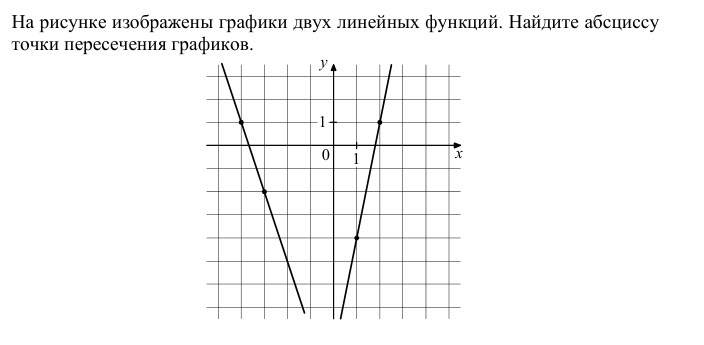 На рисунке изображены графики двух линейных функций. Найдите абсциссу
точки пересечения графиков.
y
1
0
1
x